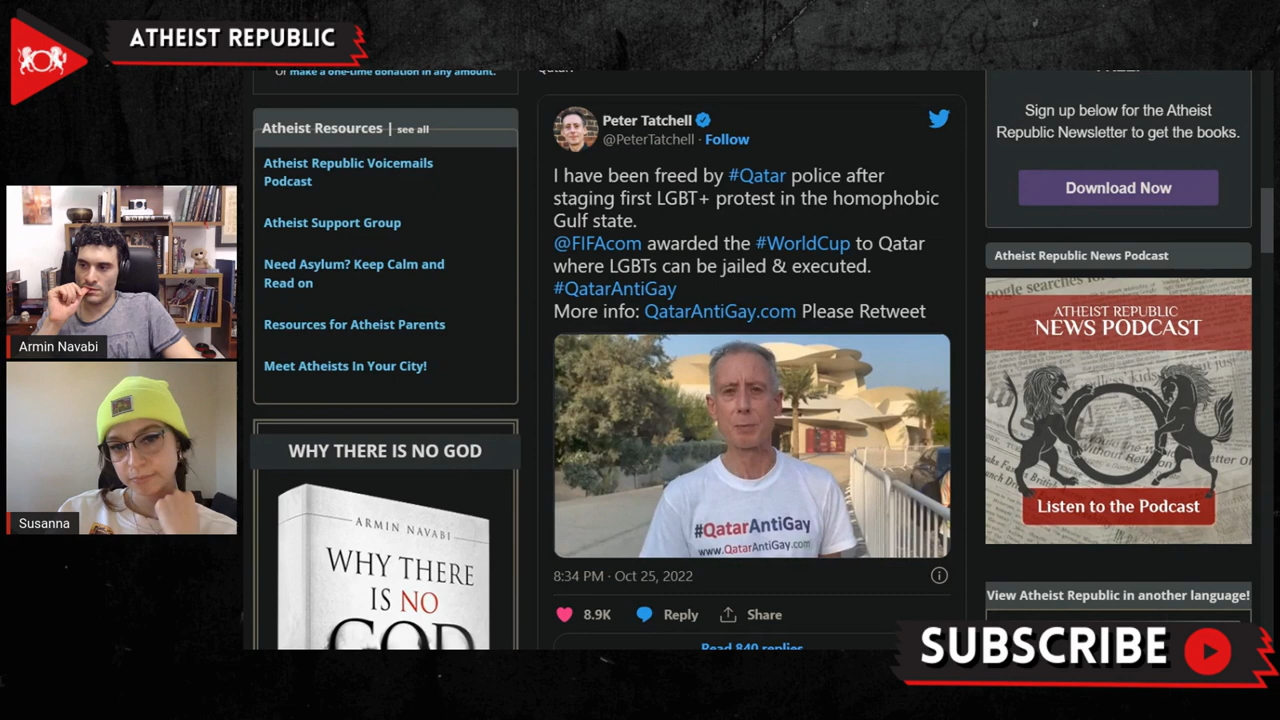 ATHEIST REPUBLIC
Or make a one-time donation in any amount.
Atheist Resources | see all
Atheist Republic Voicemails
Podcast
Atheist Support Group
Need Asylum? Keep Calm and
Read on
Resources for Atheist Parents
Meet Atheists In Your City!
WHY THERE IS NO GOD
ARMIN NAVABI
WHY THERE
IS NO
GOD
Armin Navabi
Susanna
Peter Tatchell
@PeterTatchell · Follow
I have been freed by #Qatar police after
staging first LGBT+ protest in the homophobic
Gulf state.
@FIFAcom awarded the #WorldCup to Qatar
where LGBTs can be jailed & executed.
#QatarAntiGay
More info: QatarAntiGay.com Please Retweet
#QatarAntiGay
www.QatarAntiGay.com
8:34 PM · Oct 25, 2022
8.9K Reply Share
Read 840 replies
Sign up below for the Atheist
Republic Newsletter to get the books.
Download Now
Atheist Republic News Podcast
ATHEIST REPUBLIC
NEWS PODCAST
Listen to the Podcast
View Atheist Republic in another language!
SUBSCRIBE